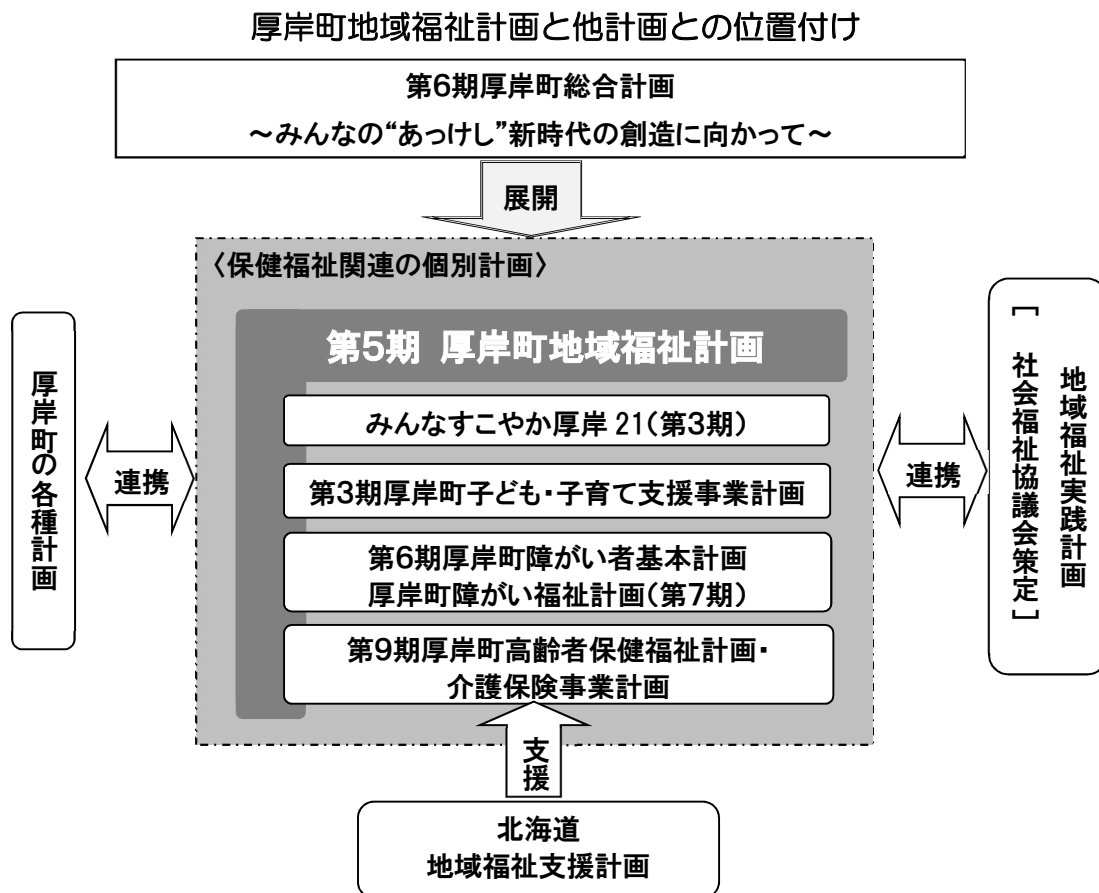 厚岸町地域福祉計画と他計画との位置付け
第6期厚岸町総合計画
～みんなの“あっけし”新時代の創造に向かって～
展開
〈保健福祉関連の個別計画〉
第5期 厚岸町地域福祉計画
みんなすこやか厚岸 21(第3期)
第3期厚岸町子ども・子育て支援事業計画
第6期厚岸町障がい者基本計画
厚岸町障がい福祉計画(第7期)
第9期厚岸町高齢者保健福祉計画・
介護保険事業計画
厚岸町の各種計画
連携
連携
地域福祉実践計画
[ 社会福祉協議会策定 ]
支援
北海道
地域福祉支援計画